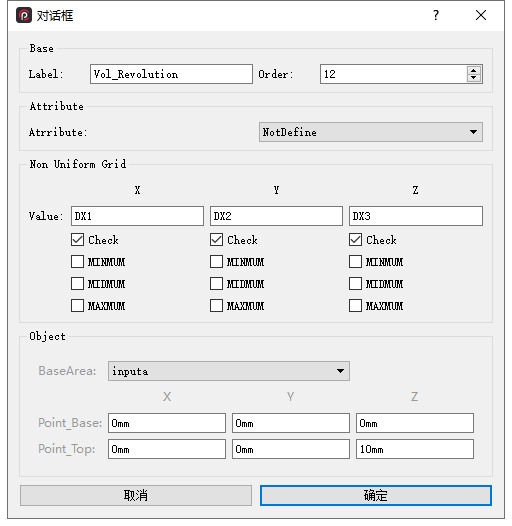 对话框
Base
Label: Vol_Revolution Order: 12
Attribute
Atrribute: NotDefine
Non Uniform Grid
X Y Z
Value: DX1 DX2 DX3
Check Check Check
MINMUM MINMUM MINMUM
MIDMUM MIDMUM MIDMUM
MAXMUM MAXMUM MAXMUM
Object
BaseArea: inputa
X Y Z
Point_Base: 0mm 0mm 0mm
Point_Top: 0mm 0mm 10mm
取消 确定